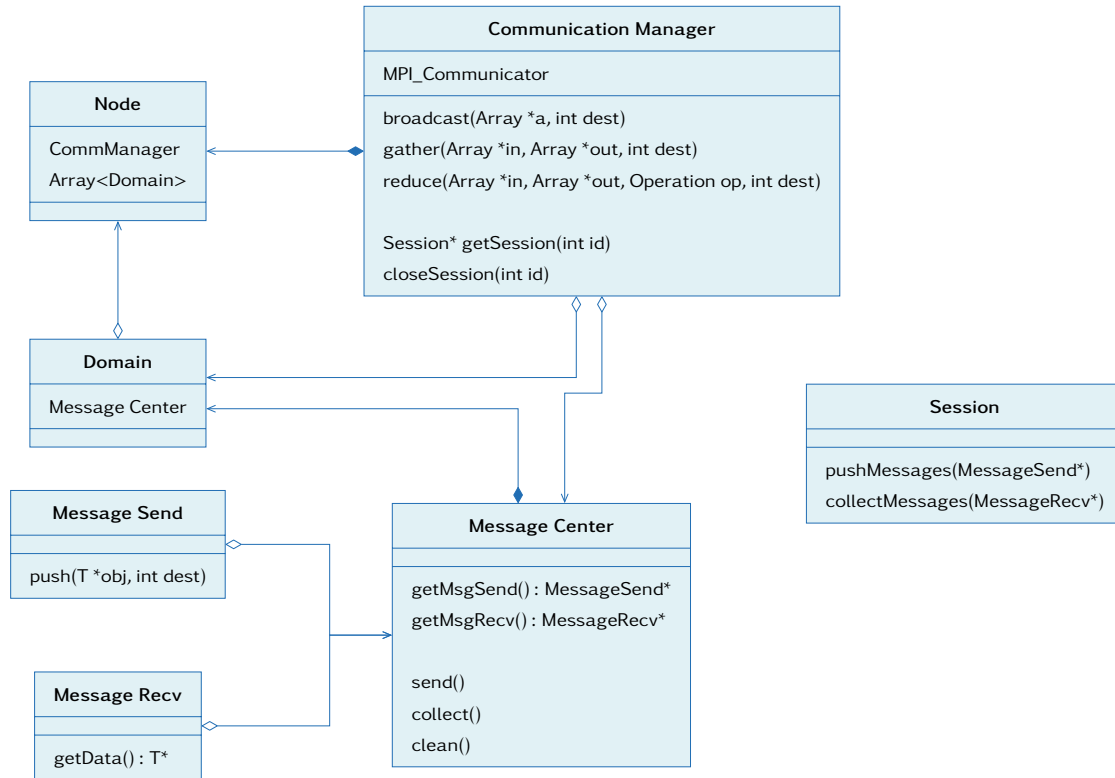 Communication Manager
MPI_Communicator
broadcast(Array *a, int dest)
gather(Array *in, Array *out, int dest)
reduce(Array *in, Array *out, Operation op, int dest)
Session* getSession(int id)
closeSession(int id)
Node
CommManager
Array<Domain>
Domain
Message Center
Session
pushMessages(MessageSend*)
collectMessages(MessageRecv*)
Message Send
push(T *obj, int dest)
Message Center
getMsgSend() : MessageSend*
getMsgRecv() : MessageRecv*
send()
collect()
clean()
Message Recv
getData() : T*